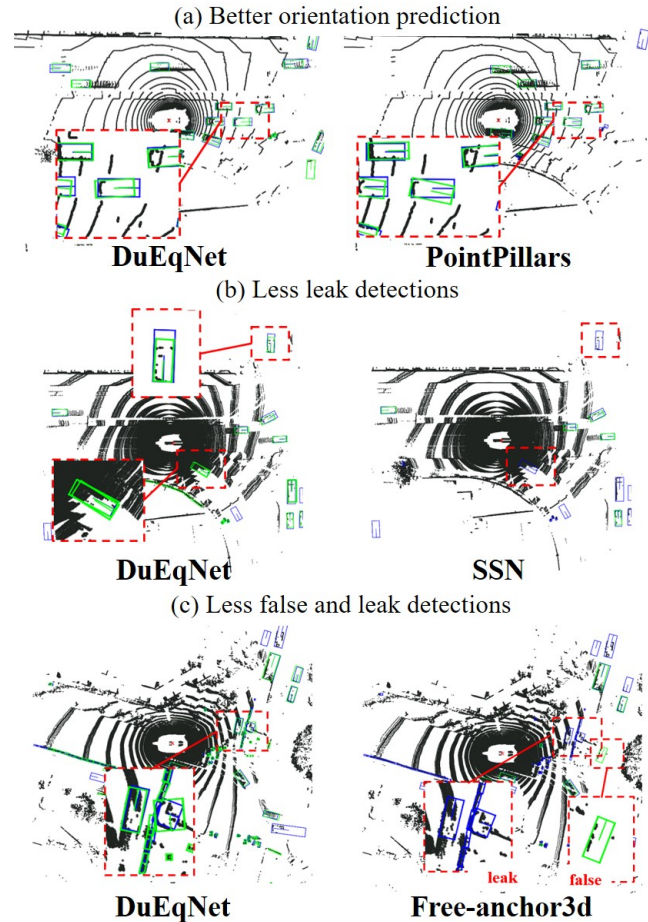 (a) Better orientation prediction
DuEqNet PointPillars
(b) Less leak detections
DuEqNet SSN
(c) Less false and leak detections
leak false
DuEqNet Free-anchor3d